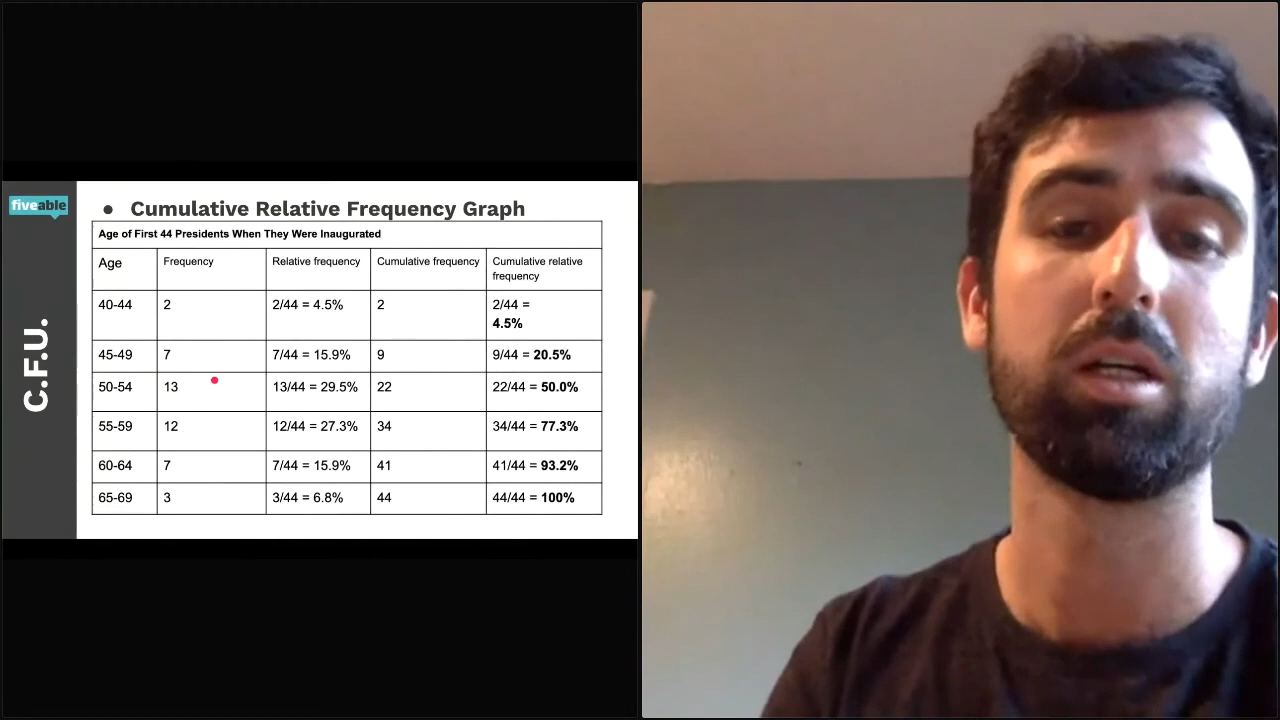 fiveable
C.F.U.
● Cumulative Relative Frequency Graph
Age of First 44 Presidents When They Were Inaugurated
Age Frequency Relative frequency Cumulative frequency Cumulative relative
frequency
40-44 2 2/44 = 4.5% 2 2/44 =
4.5%
45-49 7 7/44 = 15.9% 9 9/44 = 20.5%
50-54 13 13/44 = 29.5% 22 22/44 = 50.0%
55-59 12 12/44 = 27.3% 34 34/44 = 77.3%
60-64 7 7/44 = 15.9% 41 41/44 = 93.2%
65-69 3 3/44 = 6.8% 44 44/44 = 100%